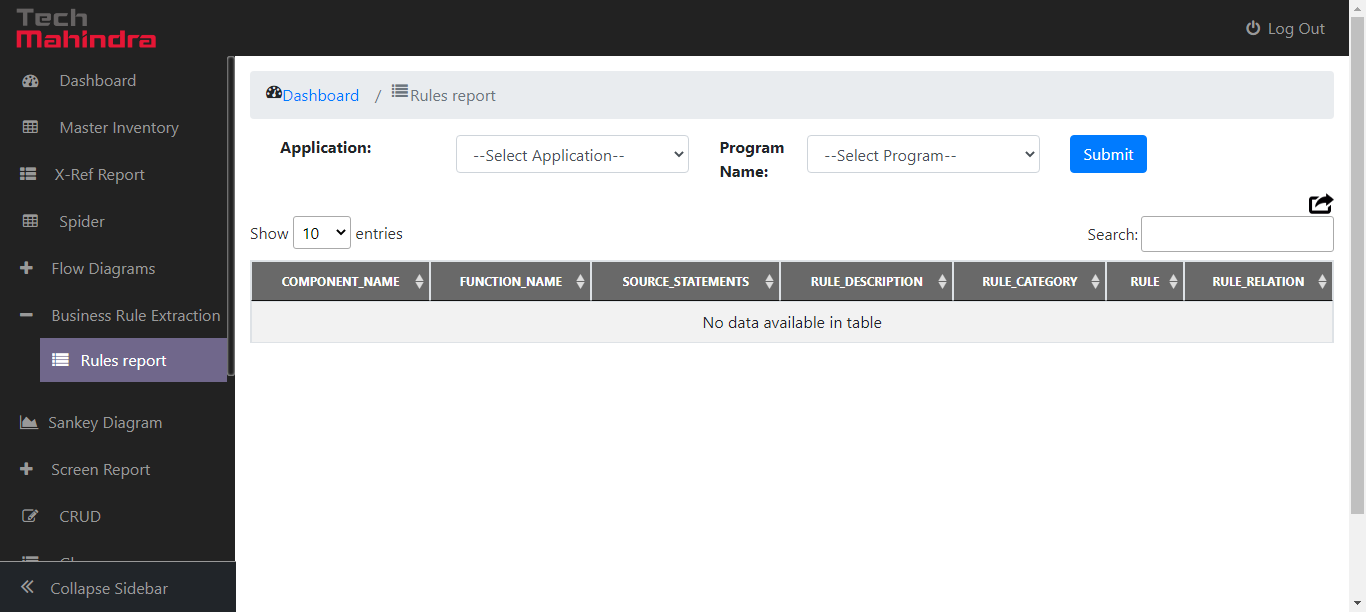 Tech
Mahindra
Log Out
Dashboard
Master Inventory
X-Ref Report
Spider
Flow Diagrams
Business Rule Extraction
Rules report
Sankey Diagram
Screen Report
CRUD
Collapse Sidebar
Dashboard / Rules report
Application: --Select Application-- Program Name: --Select Program-- Submit
Show 10 entries Search:
COMPONENT_NAME FUNCTION_NAME SOURCE_STATEMENTS RULE_DESCRIPTION RULE_CATEGORY RULE RULE_RELATION
No data available in table